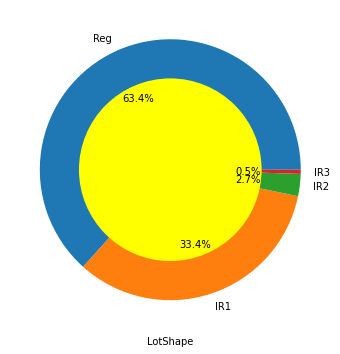 Reg
63.4%
0.5%
IR3
2.7%
IR2
33.4%
IR1
LotShape